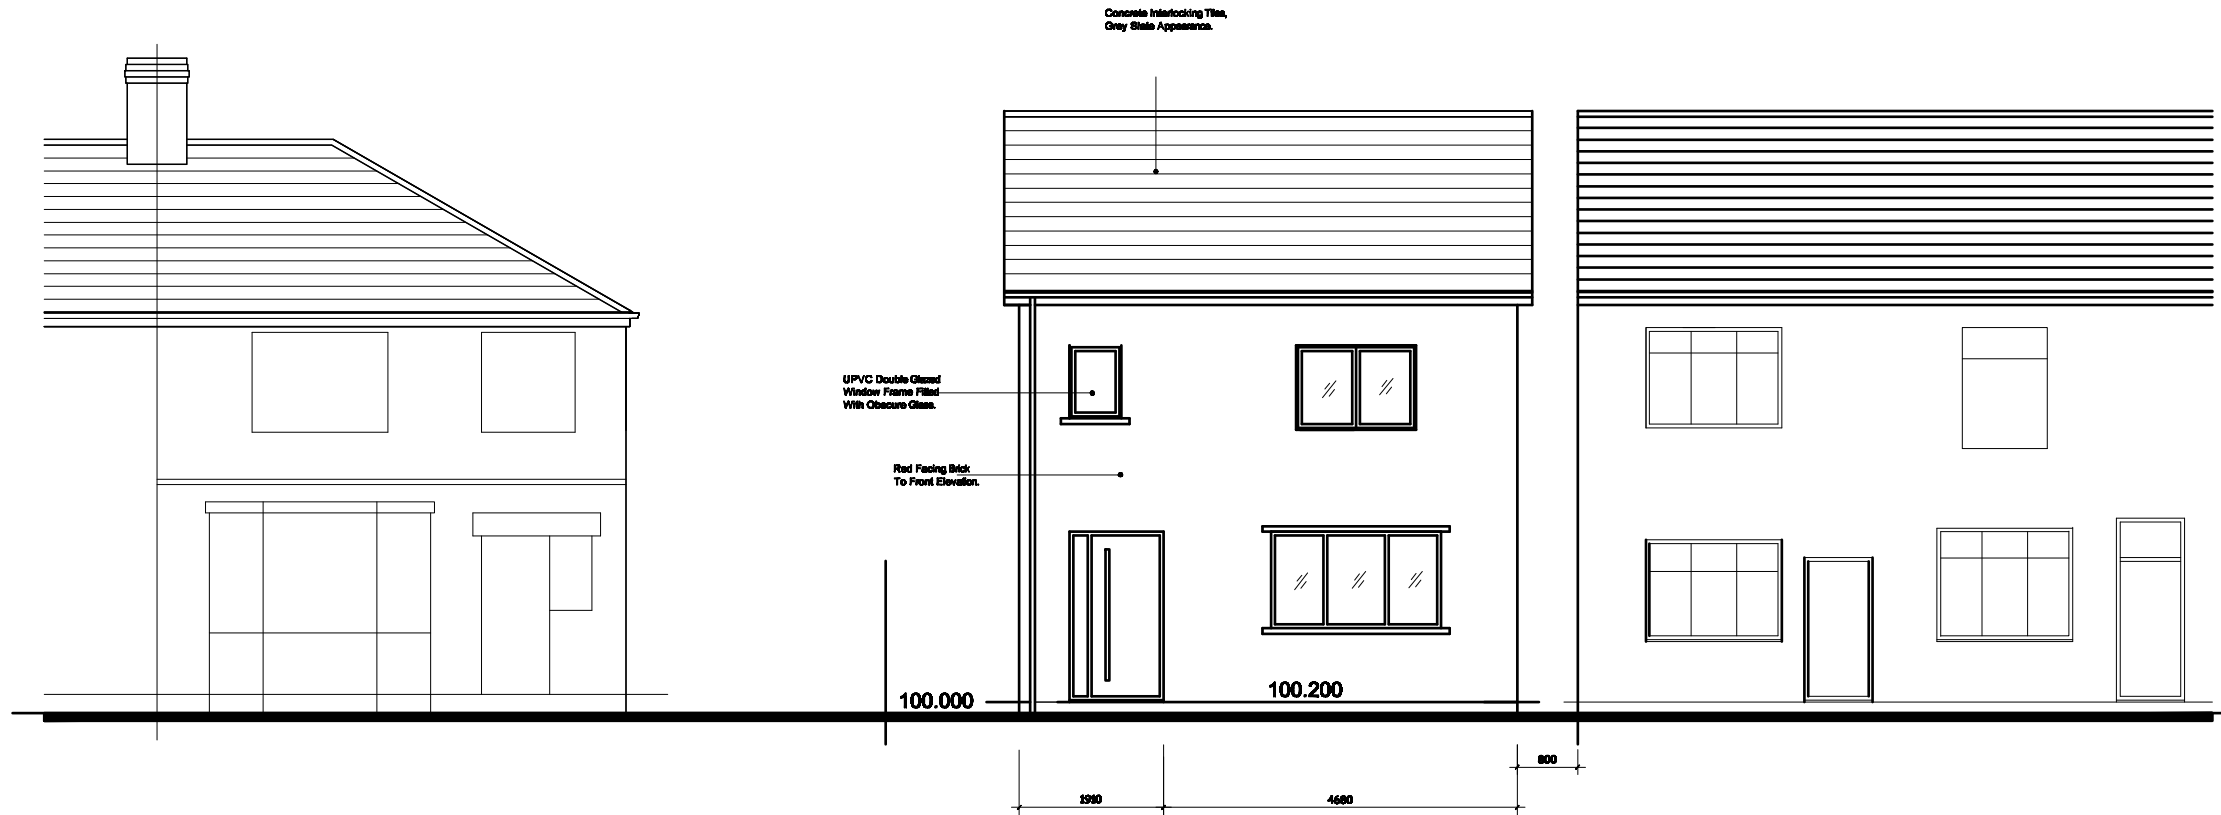 Concrete Interlocking Tiles,
Grey Slate Appearance.
UPVC Double Glazed
Window Frame Filled
With Obscure Glass.
Red Facing Brick
To Front Elevation.
100.000
100.200
800
1910
4680